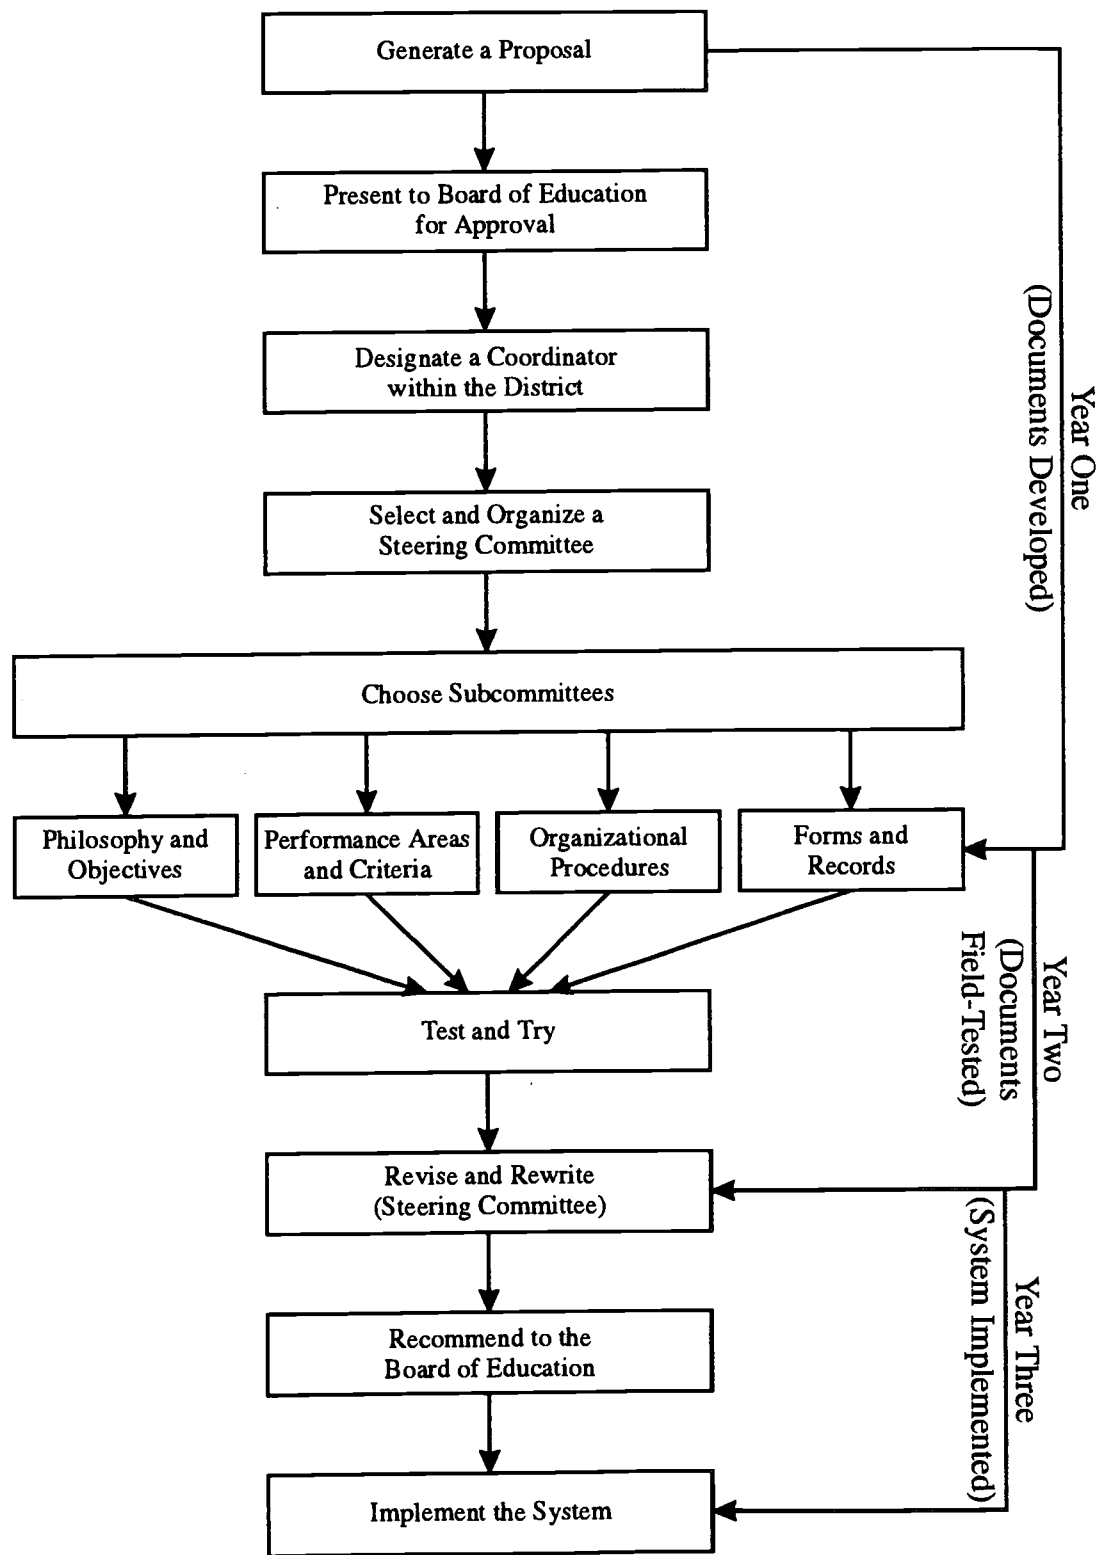 Generate a Proposal
Present to Board of Education
for Approval
Designate a Coordinator
within the District
Select and Organize a
Steering Committee
Choose Subcommittees
Philosophy and
Objectives
Performance Areas
and Criteria
Organizational
Procedures
Forms and
Records
Test and Try
Revise and Rewrite
(Steering Committee)
Recommend to the
Board of Education
Implement the System
Year One
(Documents Developed)
Year Two
(Documents
Field-Tested)
Year Three
(System Implemented)